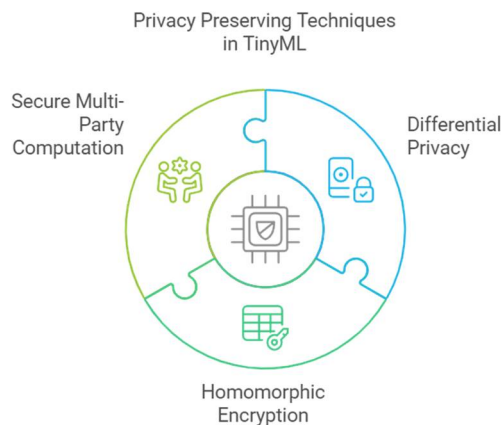 Privacy Preserving Techniques
in TinyML
Secure Multi-
Party
Computation
Differential
Privacy
Homomorphic
Encryption